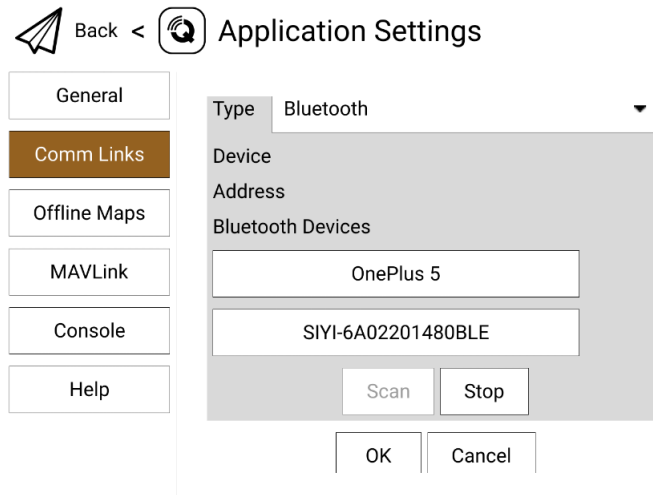 Back < Application Settings
General
Comm Links
Offline Maps
MAVLink
Console
Help
Type Bluetooth
Device
Address
Bluetooth Devices
OnePlus 5
SIYI-6A02201480BLE
Scan Stop
OK Cancel